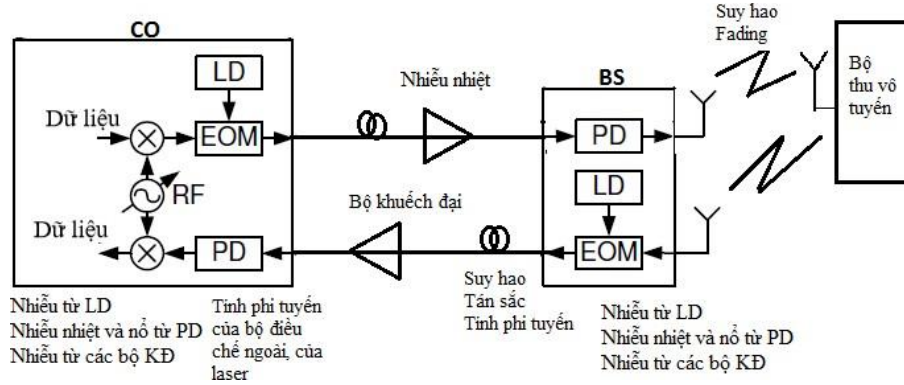 CO
LD
Dữ liệu
EOM
RF
Dữ liệu
PD
Nhiễu nhiệt
Bộ khuếch đại
BS
PD
LD
EOM
Suy hao
Fading
Bộ
thu vô
tuyến
Nhiễu từ LD
Nhiễu nhiệt và nổ từ PD
Nhiễu từ các bộ KĐ
Tinh phi tuyến
của bộ điều
chế ngoài, của
laser
Suy hao
Tán sắc
Tinh phi tuyến
Nhiễu từ LD
Nhiễu nhiệt và nổ từ PD
Nhiễu từ các bộ KĐ